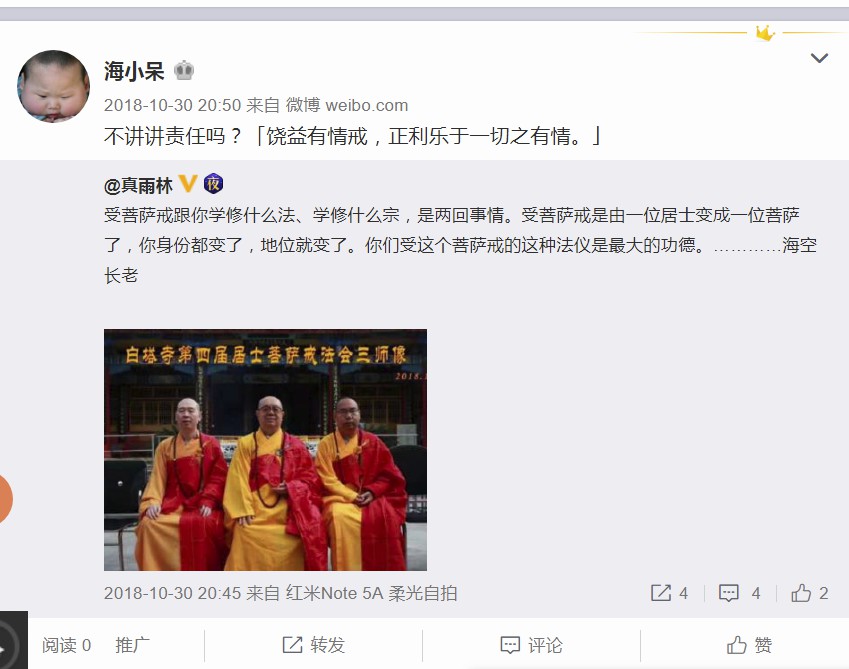 海小呆
2018-10-30 20:50 来自 微博 weibo.com
不讲讲责任吗？「饶益有情戒，正利乐于一切之有情。」
@真雨林 V 夜
受菩萨戒跟你学修什么法、学修什么宗，是两回事情。受菩萨戒是由一位居士变成一位菩萨
了，你身份都变了，地位就变了。你们受这个菩萨戒的这种法仪是最大的功德。…………海空
长老
白塔寺第四届居士菩萨戒法会三师像
2018.1
2018-10-30 20:45 来自 红米Note 5A 柔光自拍
4 4 2
阅读 0 推广 转发 评论 赞